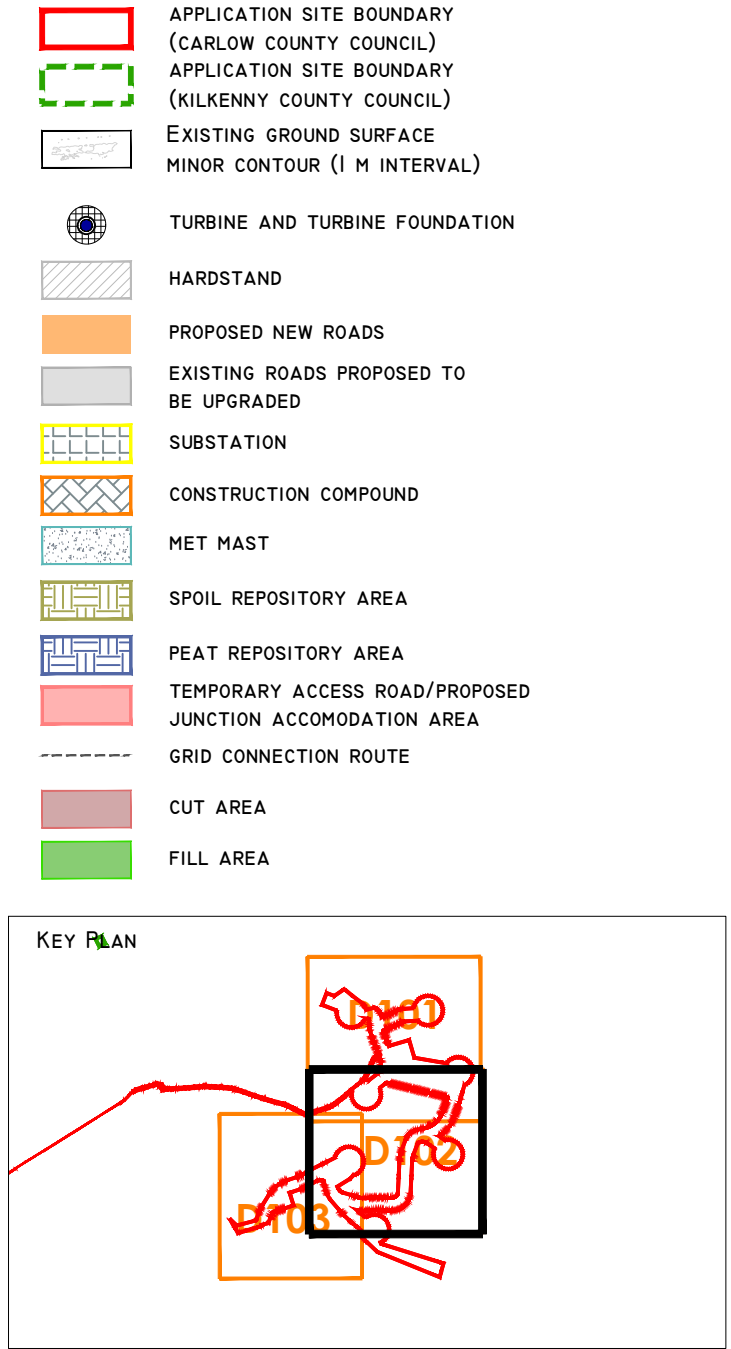 APPLICATION SITE BOUNDARY
(CARLOW COUNTY COUNCIL)
APPLICATION SITE BOUNDARY
(KILKENNY COUNTY COUNCIL)
EXISTING GROUND SURFACE
MINOR CONTOUR (1 M INTERVAL)
TURBINE AND TURBINE FOUNDATION
HARDSTAND
PROPOSED NEW ROADS
EXISTING ROADS PROPOSED TO
BE UPGRADED
SUBSTATION
CONSTRUCTION COMPOUND
MET MAST
SPOIL REPOSITORY AREA
PEAT REPOSITORY AREA
TEMPORARY ACCESS ROAD/PROPOSED
JUNCTION ACCOMODATION AREA
GRID CONNECTION ROUTE
CUT AREA
FILL AREA
KEY PLAN
D101
D102
D103